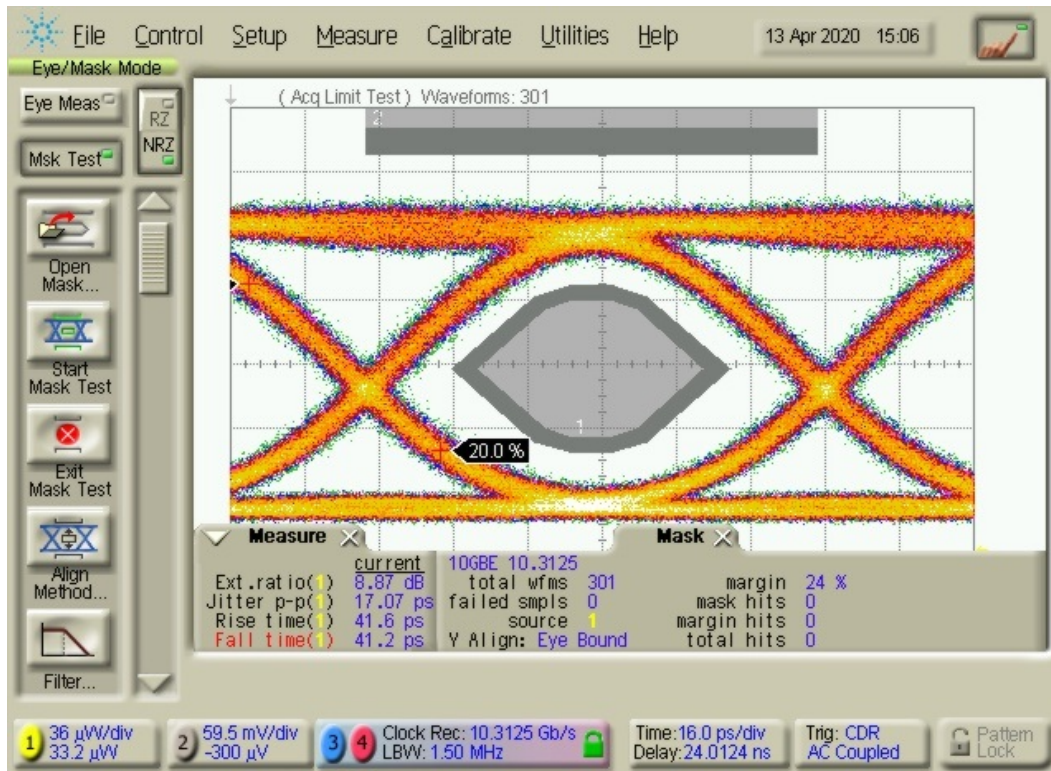 File Control Setup Measure Calibrate Utilities Help 13 Apr 2020 15:06
Eye/Mask Mode
Eye Meas
RZ
NRZ
Msk Test
Open
Mask...
Start
Mask Test
Exit
Mask Test
Align
Method...
Filter...
( Acq Limit Test ) Waveforms: 301
2
1
20.0 %
Measure
current
Ext.ratio(1) 8.87 dB
Jitter p-p(1) 17.07 ps
Rise time(1) 41.6 ps
Fall time(1) 41.2 ps
Mask
10GBE 10.3125
total wfms 301 margin 24 %
failed smpls 0 mask hits 0
source 1 margin hits 0
Y Align: Eye Bound total hits 0
1 36 µW/div
33.2 µW
2 59.5 mV/div
-300 µV
3 4 Clock Rec: 10.3125 Gb/s
LBW: 1.50 MHz
Time:16.0 ps/div
Delay:24.0124 ns
Trig: CDR
AC Coupled
Pattern
Lock